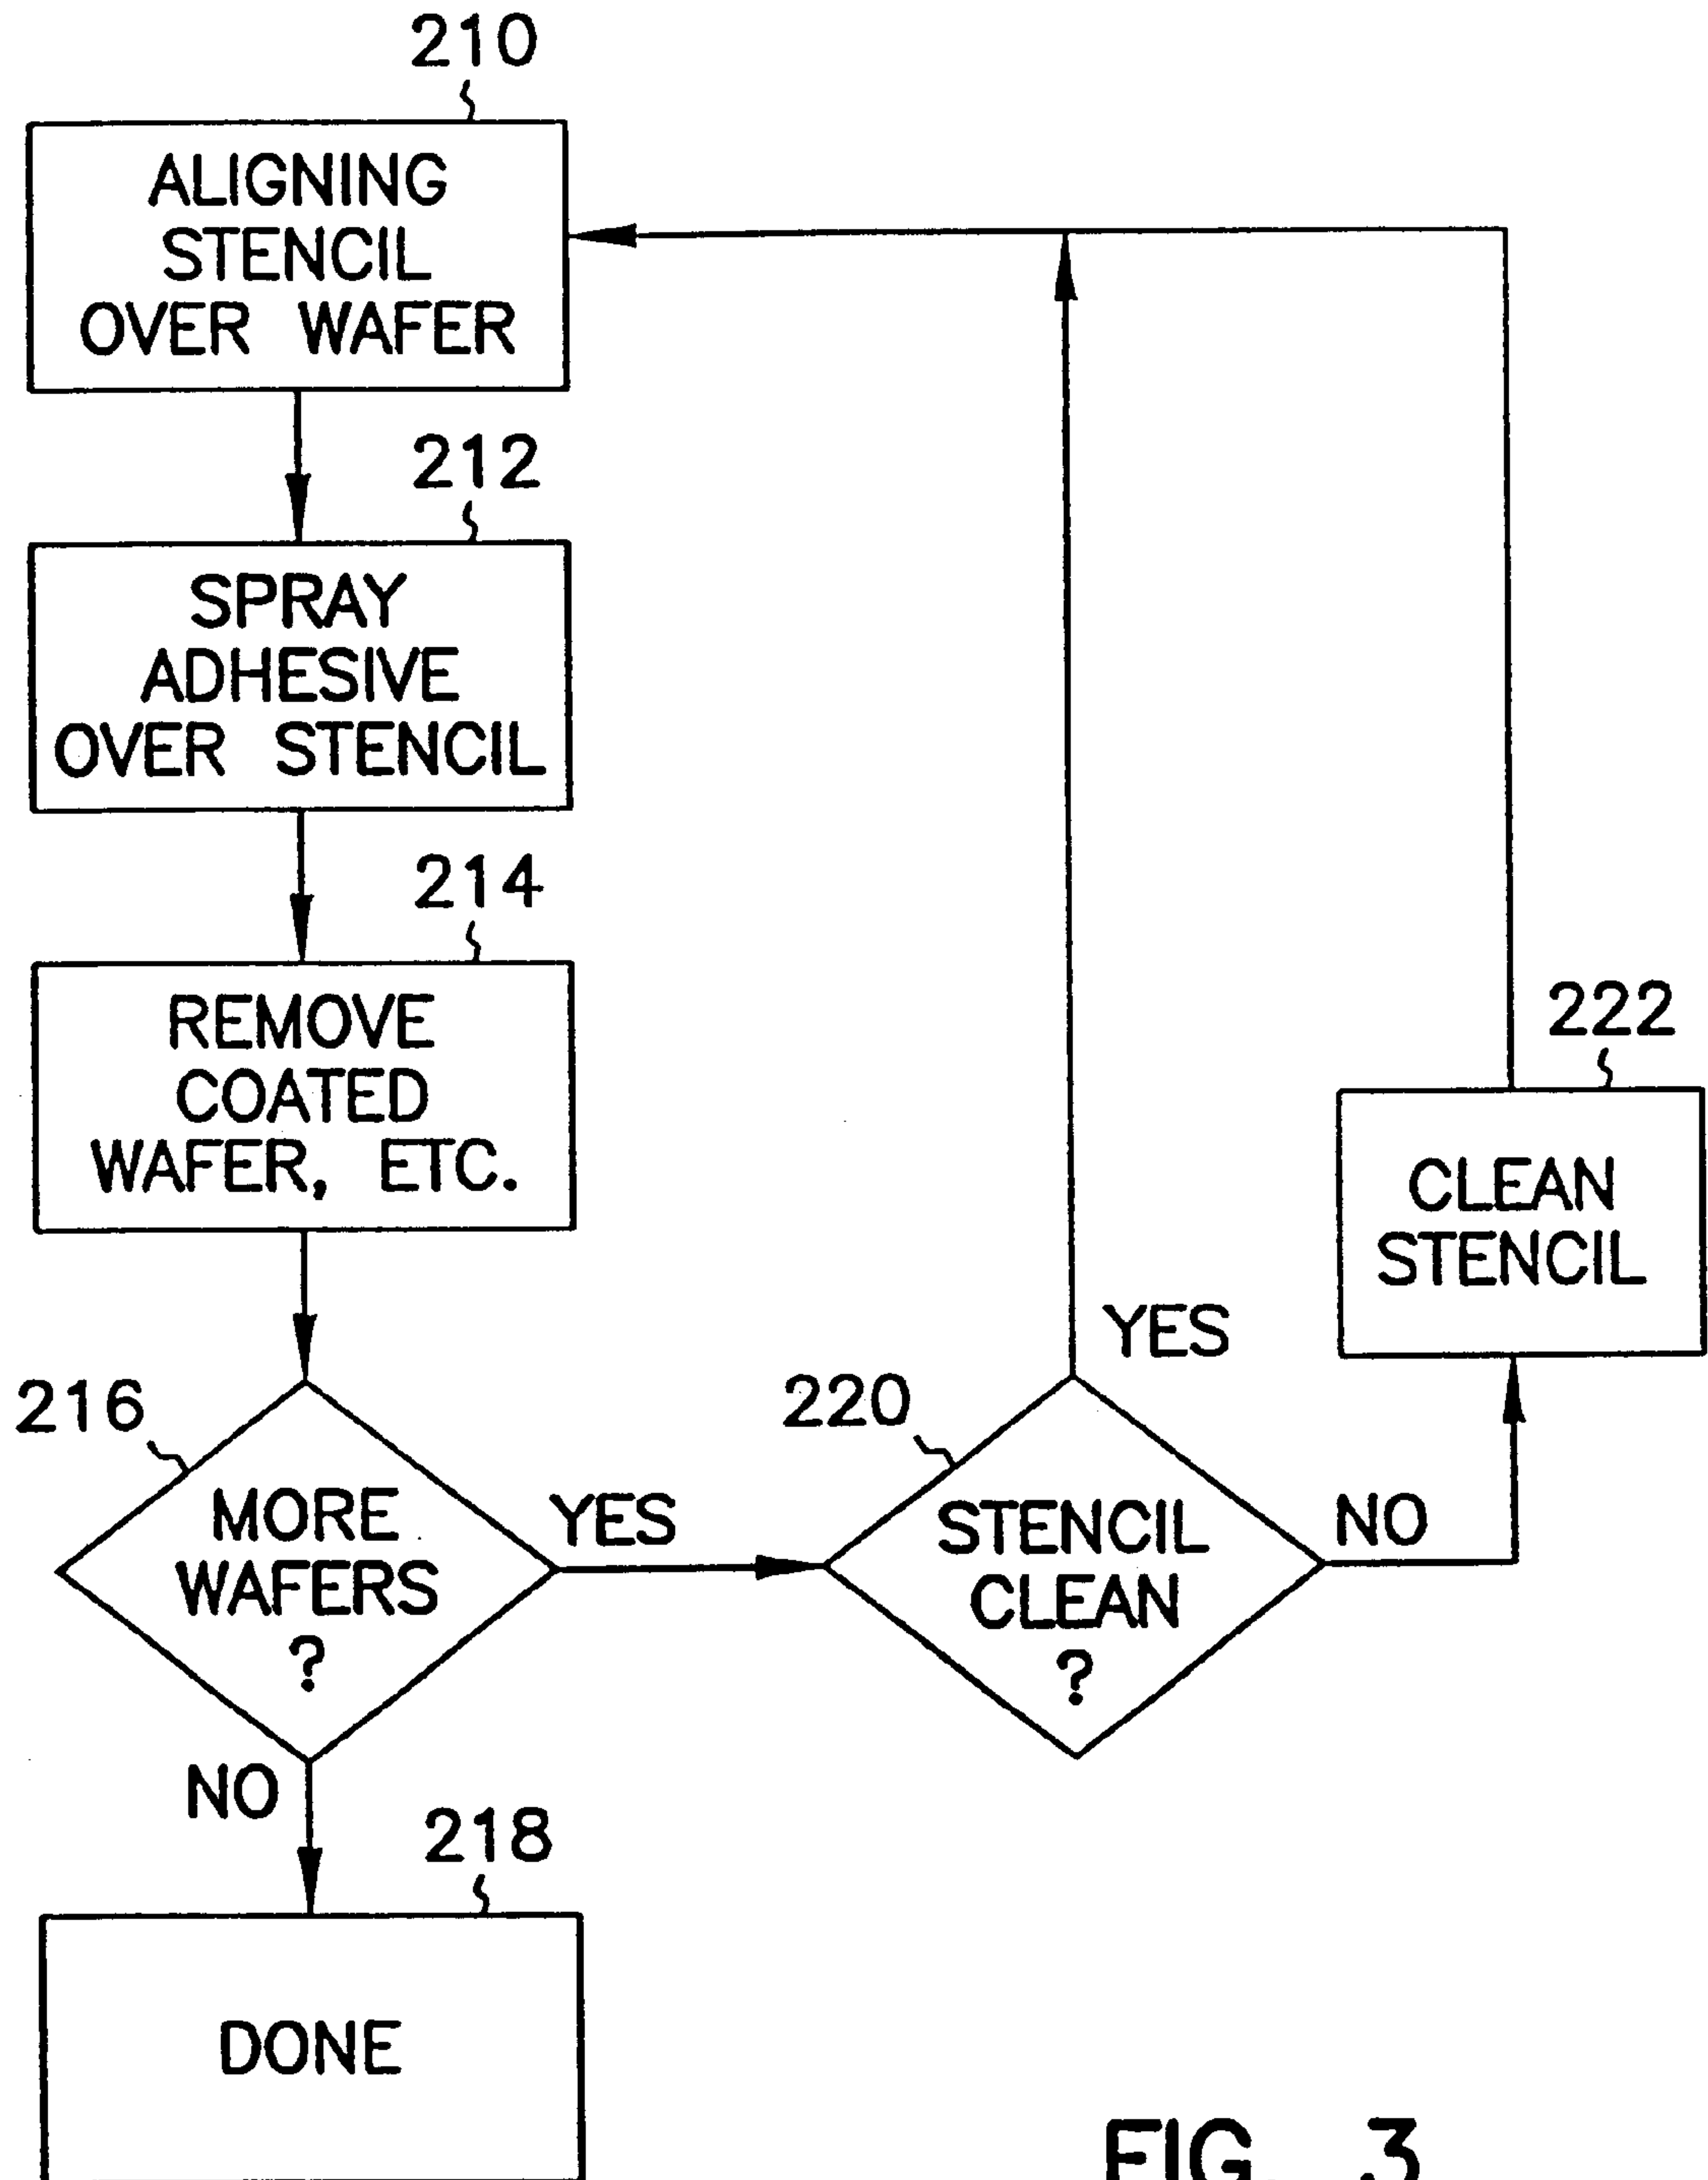 210
ALIGNING
STENCIL
OVER WAFER
212
SPRAY
ADHESIVE
OVER STENCIL
214
REMOVE
COATED
WAFER, ETC.
216
MORE
WAFERS
?
YES
NO
220
STENCIL
CLEAN
?
YES
NO
222
CLEAN
STENCIL
218
DONE
FIG. 3